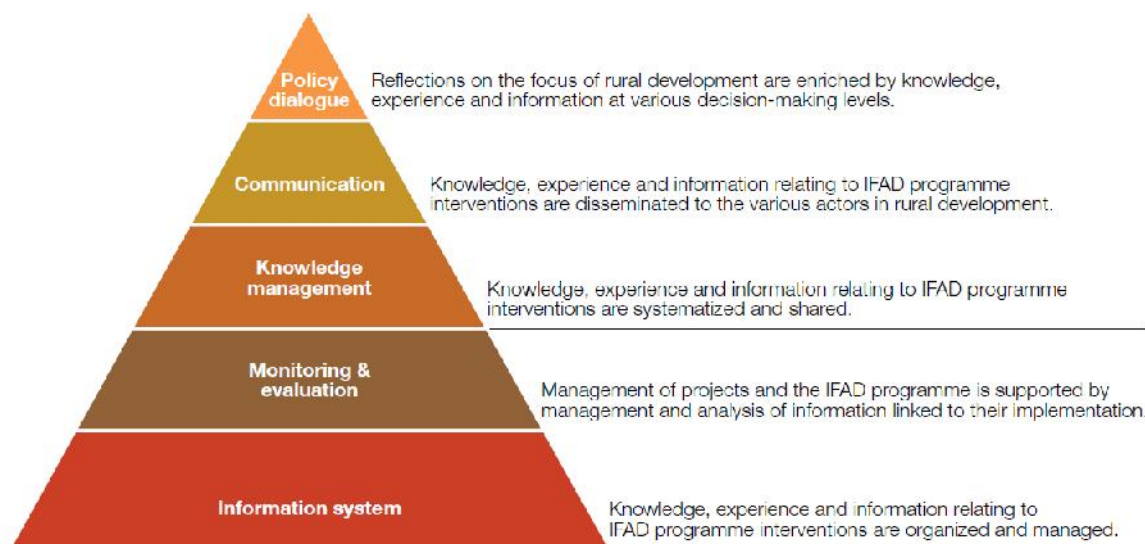 Policy
dialogue
Reflections on the focus of rural development are enriched by knowledge,
experience and information at various decision-making levels.
Communication
Knowledge, experience and information relating to IFAD programme
interventions are disseminated to the various actors in rural development.
Knowledge
management
Knowledge, experience and information relating to IFAD programme
interventions are systematized and shared.
Monitoring &
evaluation
Management of projects and the IFAD programme is supported by
management and analysis of information linked to their implementation.
Information system
Knowledge, experience and information relating to
IFAD programme interventions are organized and managed.